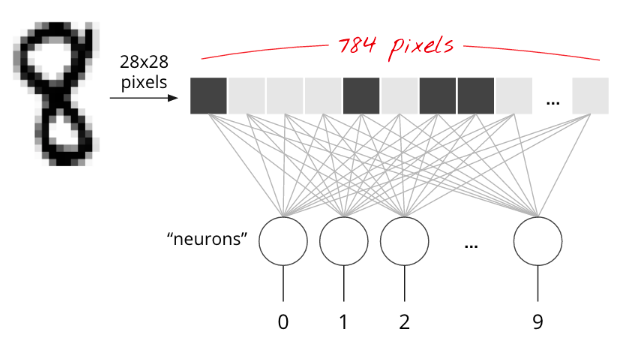 784 pixels
28x28
pixels
...
“neurons”
...
0 1 2 9